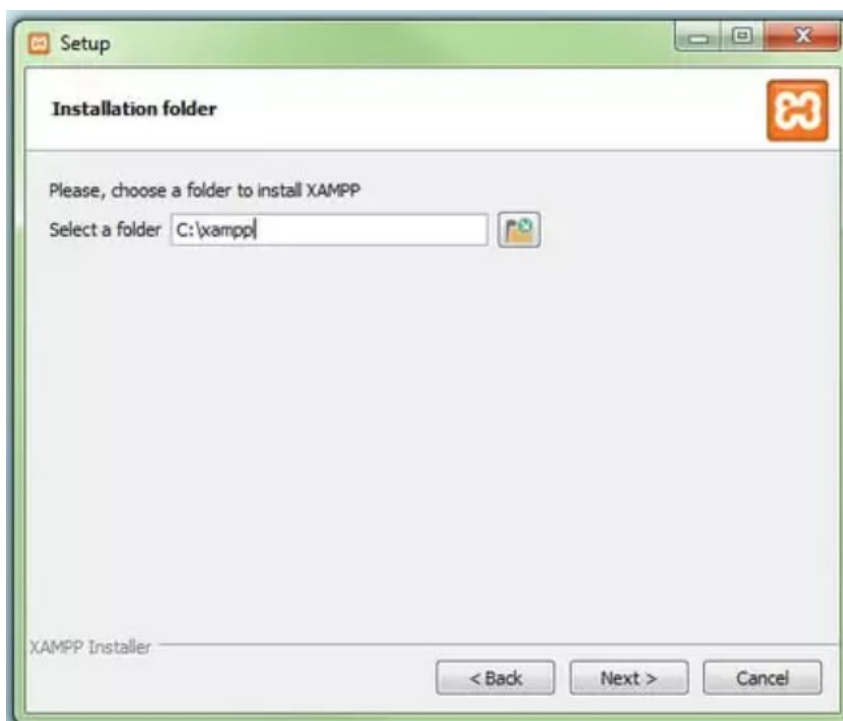 Setup
Installation folder
Please, choose a folder to install XAMPP
Select a folder C:\xampp
XAMPP Installer
< Back Next > Cancel